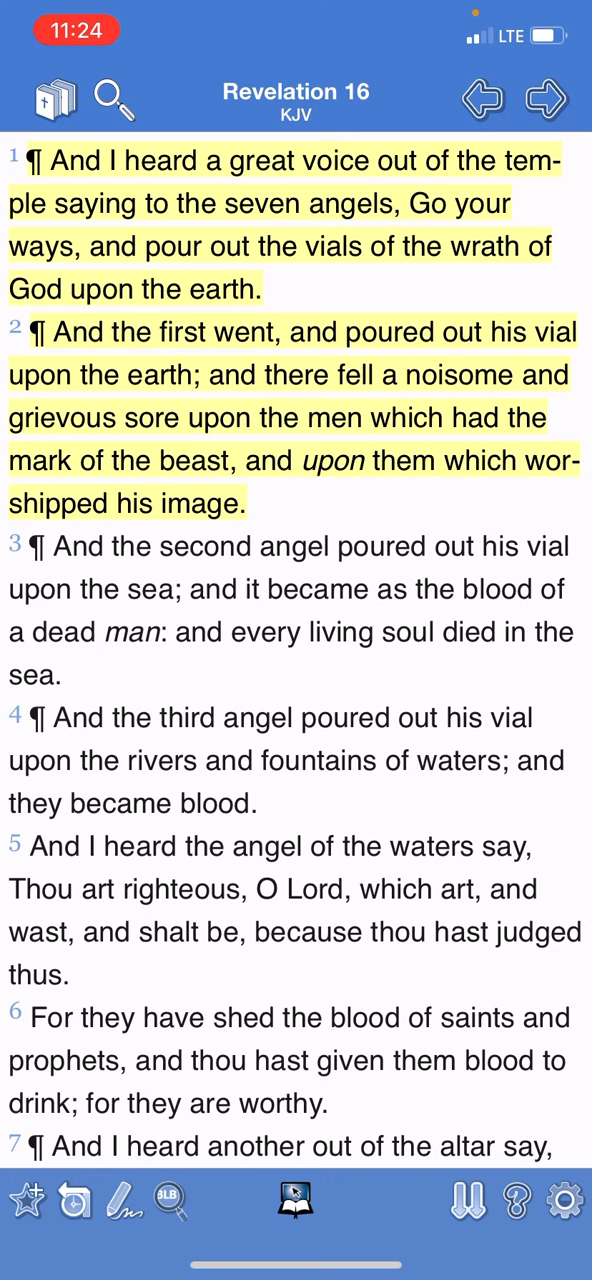 11:24
LTE
Revelation 16
KJV
1 ¶ And I heard a great voice out of the tem-
ple saying to the seven angels, Go your
ways, and pour out the vials of the wrath of
God upon the earth.
2 ¶ And the first went, and poured out his vial
upon the earth; and there fell a noisome and
grievous sore upon the men which had the
mark of the beast, and upon them which wor-
shipped his image.
3 ¶ And the second angel poured out his vial
upon the sea; and it became as the blood of
a dead man: and every living soul died in the
sea.
4 ¶ And the third angel poured out his vial
upon the rivers and fountains of waters; and
they became blood.
5 And I heard the angel of the waters say,
Thou art righteous, O Lord, which art, and
wast, and shalt be, because thou hast judged
thus.
6 For they have shed the blood of saints and
prophets, and thou hast given them blood to
drink; for they are worthy.
7 ¶ And I heard another out of the altar say,
BLB